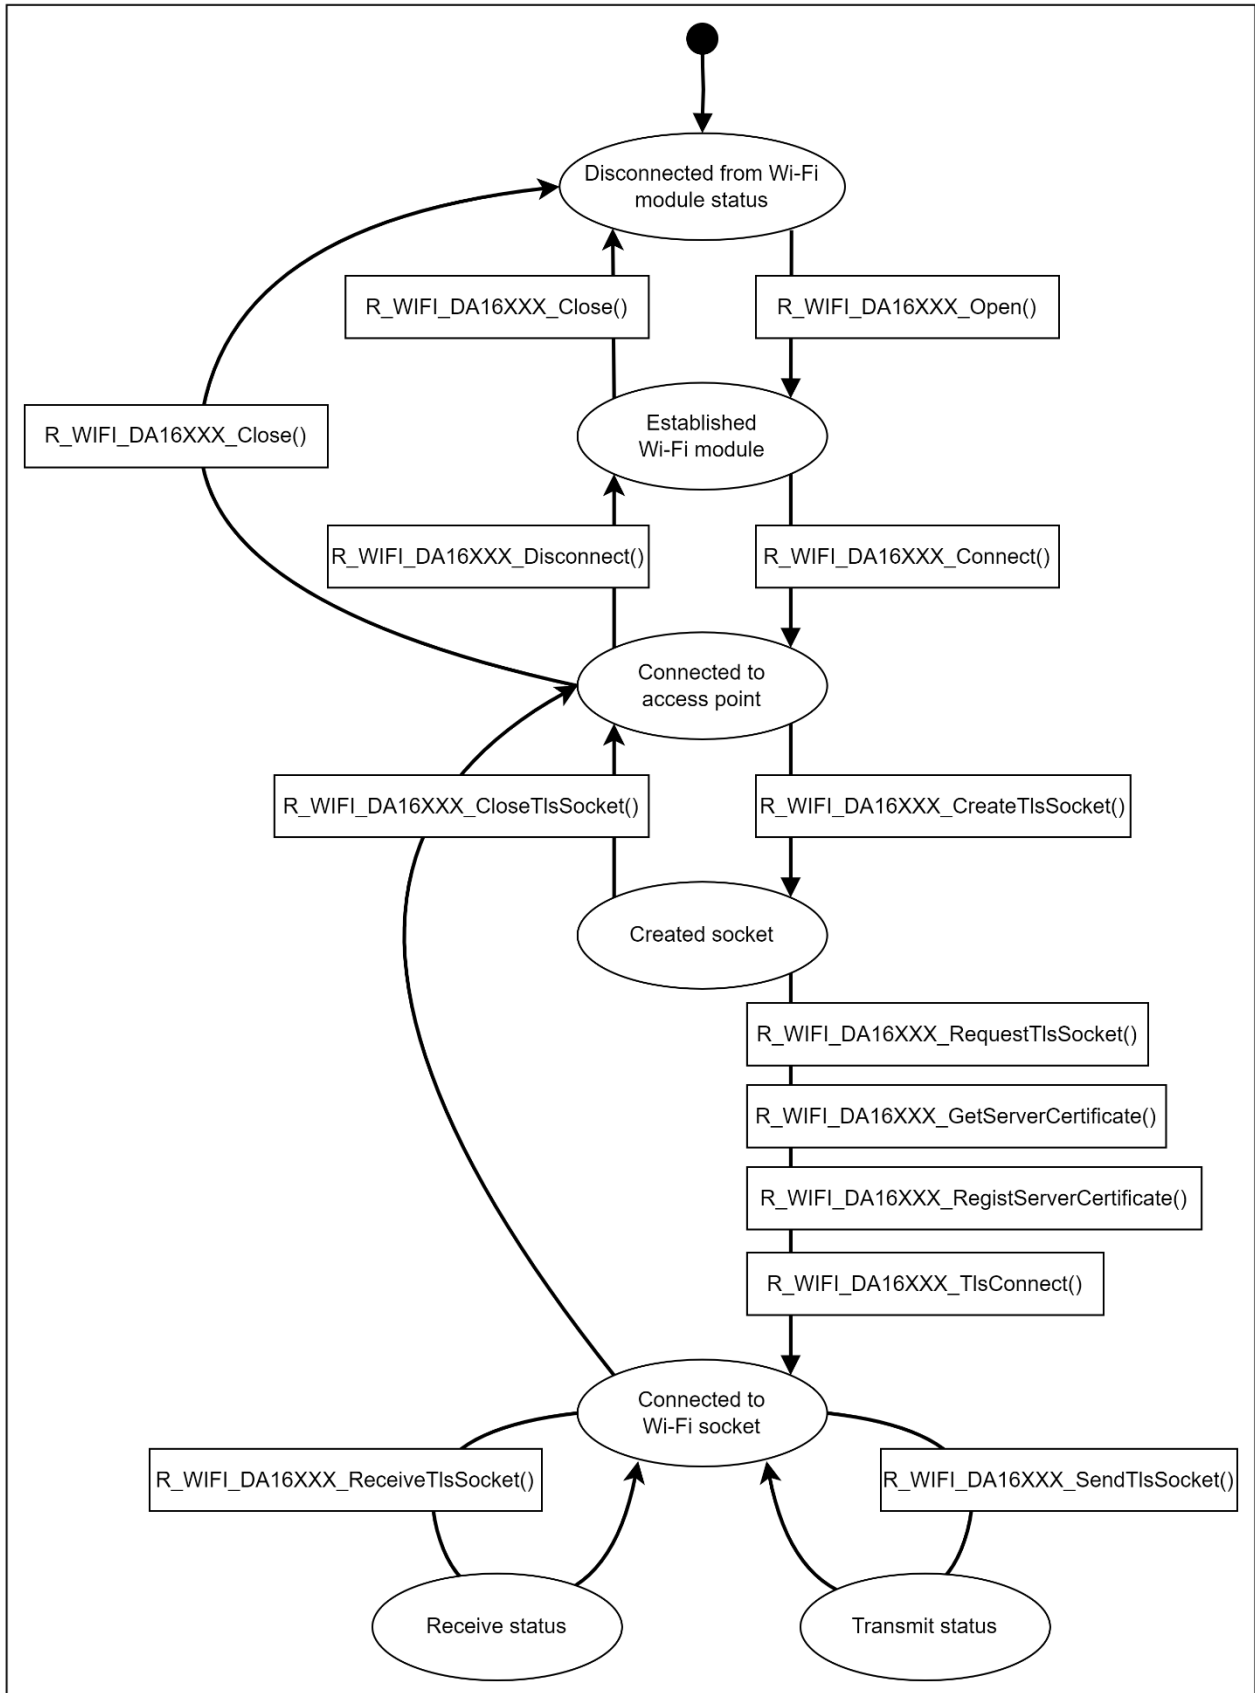 Disconnected from Wi-Fi
module status
R_WIFI_DA16XXX_Close()
R_WIFI_DA16XXX_Open()
R_WIFI_DA16XXX_Close()
Established
Wi-Fi module
R_WIFI_DA16XXX_Disconnect()
R_WIFI_DA16XXX_Connect()
Connected to
access point
R_WIFI_DA16XXX_CloseTlsSocket()
R_WIFI_DA16XXX_CreateTlsSocket()
Created socket
R_WIFI_DA16XXX_RequestTlsSocket()
R_WIFI_DA16XXX_GetServerCertificate()
R_WIFI_DA16XXX_RegistServerCertificate()
R_WIFI_DA16XXX_TlsConnect()
Connected to
Wi-Fi socket
R_WIFI_DA16XXX_ReceiveTlsSocket()
R_WIFI_DA16XXX_SendTlsSocket()
Receive status
Transmit status